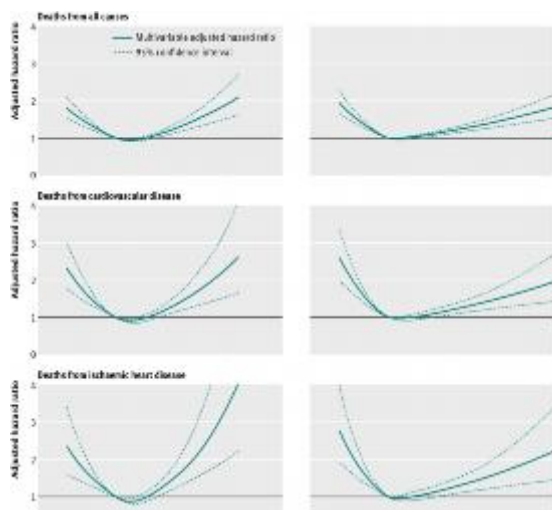 Deaths from all causes
Adjusted hazard ratio
4
3
2
1
0
Multivariable adjusted hazard ratio
95% confidence interval
Deaths from cardiovascular disease
Adjusted hazard ratio
4
3
2
1
0
Deaths from ischaemic heart disease
Adjusted hazard ratio
4
3
2
1